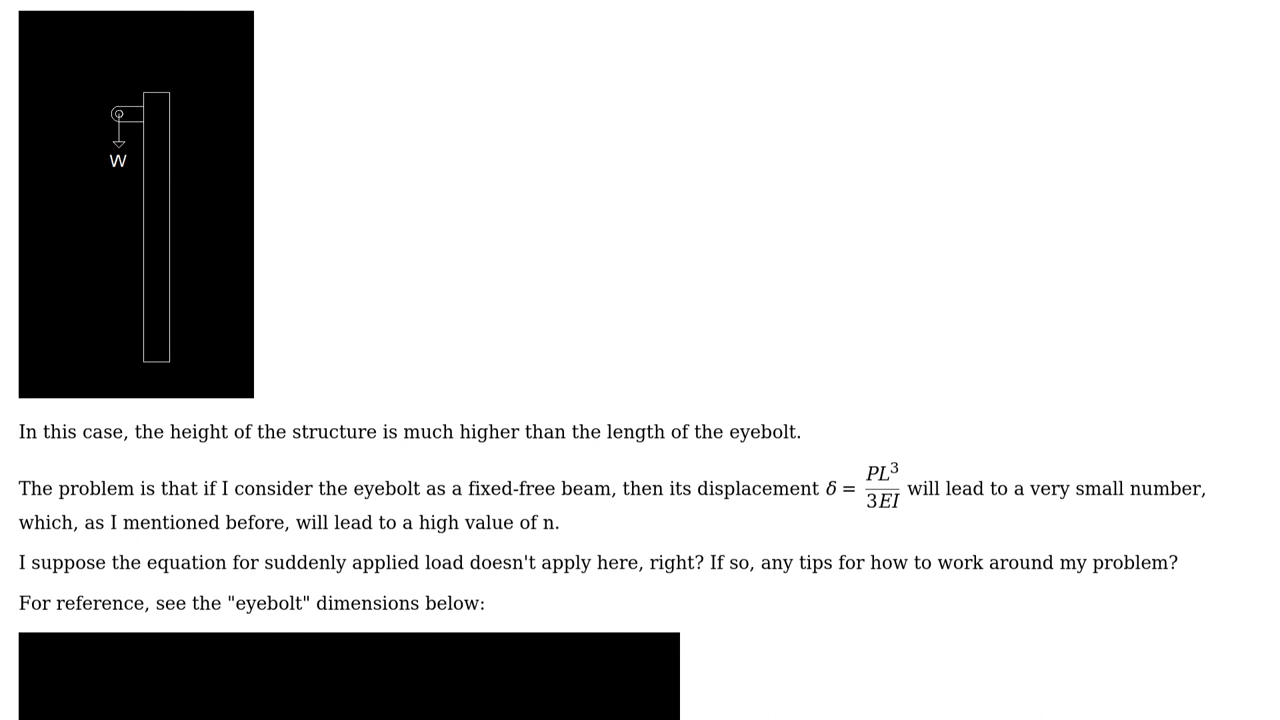 W
In this case, the height of the structure is much higher than the length of the eyebolt.
The problem is that if I consider the eyebolt as a fixed-free beam, then its displacement δ = PL³/3EI will lead to a very small number,
which, as I mentioned before, will lead to a high value of n.
I suppose the equation for suddenly applied load doesn't apply here, right? If so, any tips for how to work around my problem?
For reference, see the "eyebolt" dimensions below: